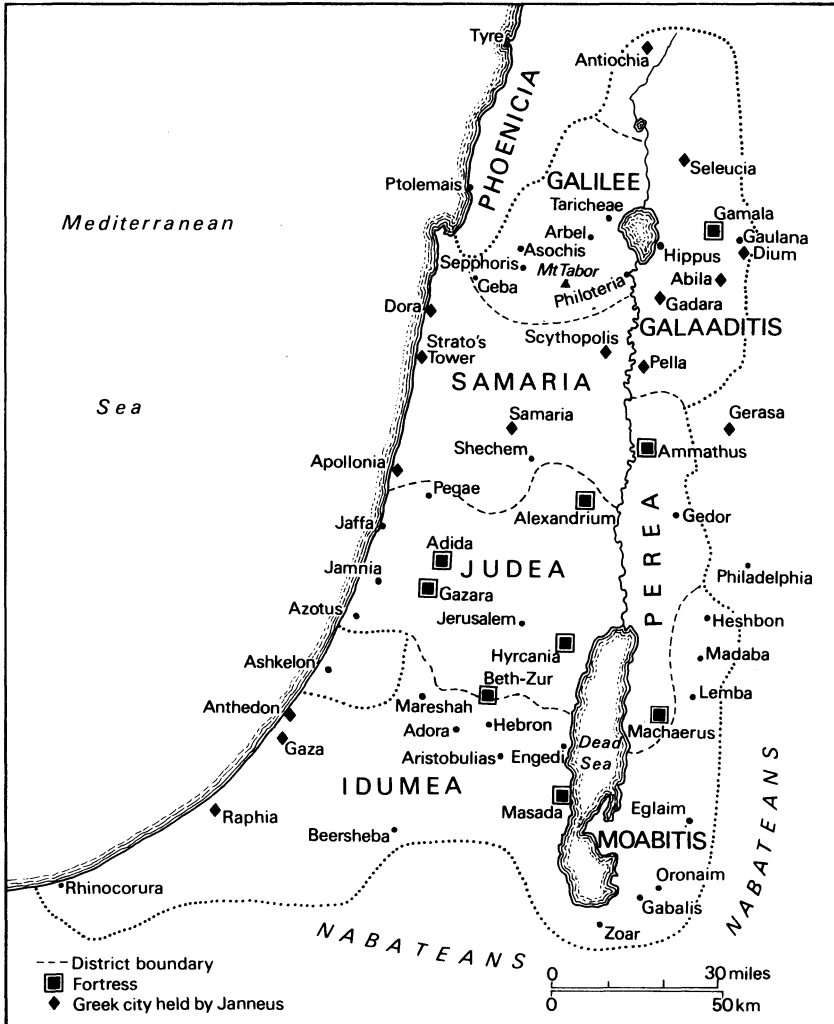 Tyre
Antiochia
PHOENICIA
Seleucia
Ptolemais
GALILEE
Taricheae
Gamala
Mediterranean
Arbel
Gaulana
Asochis
Hippus
Dium
Sepphoris
Mt Tabor
Abila
Geba
Philoteria
Gadara
Dora
GALAADITIS
Scythopolis
Strato's
Tower
Pella
SAMARIA
Sea
Samaria
Gerasa
Shechem
Ammathus
Apollonia
Pegae
Alexandrium
Gedor
Jaffa
PEREA
Adida
JUDEA
Jamnia
Philadelphia
Gazara
Azotus
Jerusalem
Heshbon
Hyrcania
Madaba
Ashkelon
Beth-Zur
Lemba
Mareshah
Anthedon
Machaerus
Adora
Hebron
Dead
Sea
Gaza
Aristobulias
Engedi
IDUMEA
NABATEANS
Masada
Eglaim
Raphia
Beersheba
MOABITIS
Oronaim
Rhinocorura
Gabalis
NABATEANS
Zoar
District boundary
Fortress
Greek city held by Janneus
0 30 miles
0 50 km